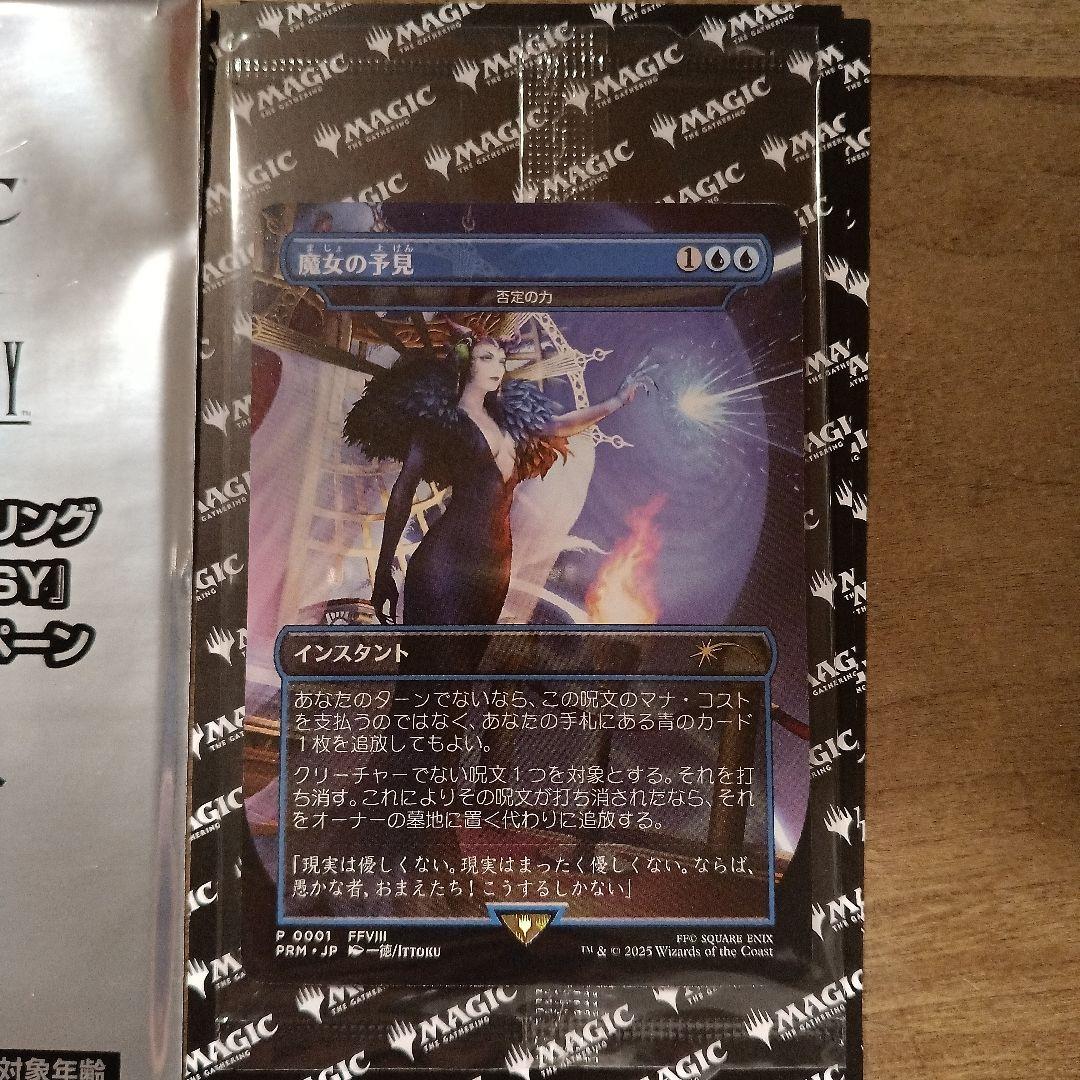 MAGIC
THE GATHERING
まじょ よけん
魔女の予見
1
否定の力
インスタント
あなたのターンでないなら、この呪文のマナ・コスト
を支払うのではなく、あなたの手札にある青のカード
1枚を追放してもよい。
クリーチャーでない呪文1つを対象とする。それを打
ち消す。これによりその呪文が打ち消されたなら、それ
をオーナーの墓地に置く代わりに追放する。
「現実は優しくない。現実はまったく優しくない。ならば、
愚かな者，おまえたち！こうするしかない」
P 0001 FFVIII
PRM・JP 一徳/ITTOKU
FF© SQUARE ENIX
™ & © 2025 Wizards of the Coast
C
Y
リング
SY』
ペーン
対象年齢